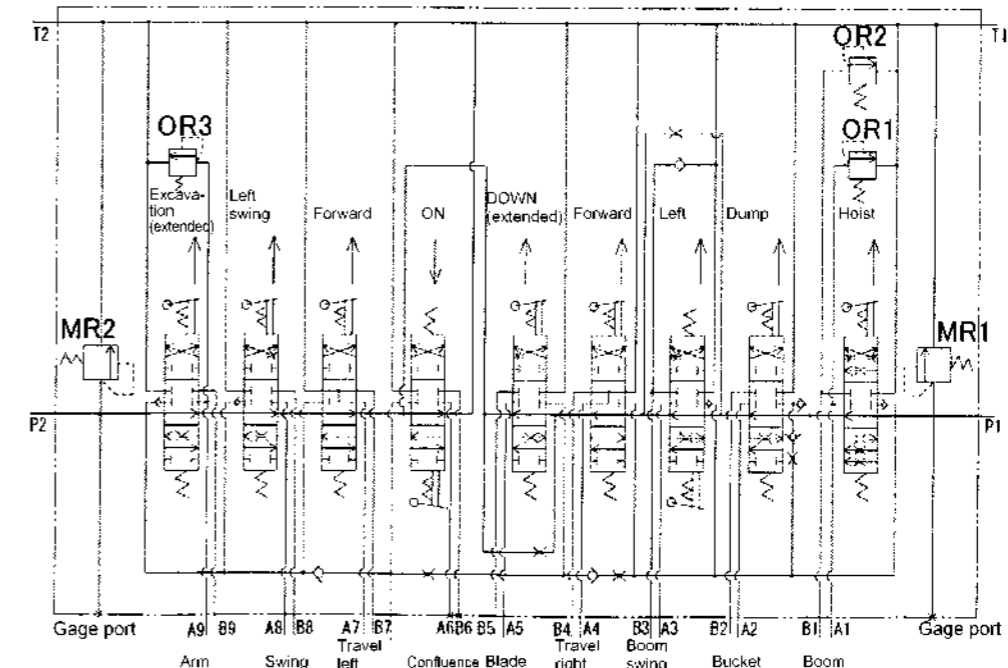 T2
T1
OR2
OR3
OR1
Excava-
tion
(extended)
Left
swing
Forward
ON
DOWN
(extended)
Forward
Left
Dump
Hoist
MR2
MR1
P2
P1
Gage port
A9
B9
A8
B8
A7
B7
A6
B6
B5
A5
B4
A4
B3
A3
B2
A2
B1
A1
Gage port
Arm
Swing
Travel
left
Confluence
Blade
Travel
right
Boom
swing
Bucket
Boom